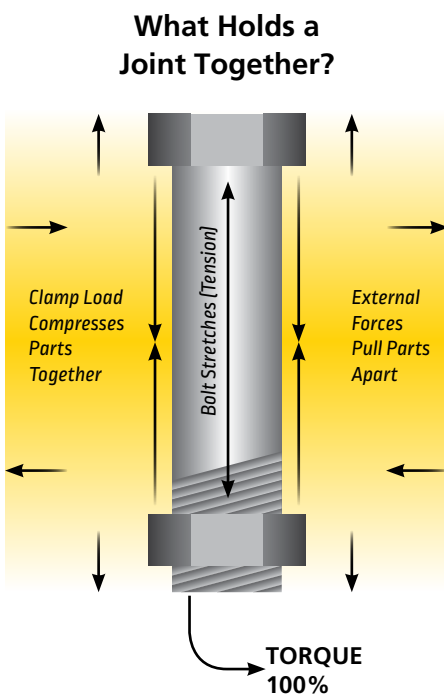 What Holds a
Joint Together?
Clamp Load
Compresses
Parts
Together
Bolt Stretches (Tension)
External
Forces
Pull Parts
Apart
TORQUE
100%